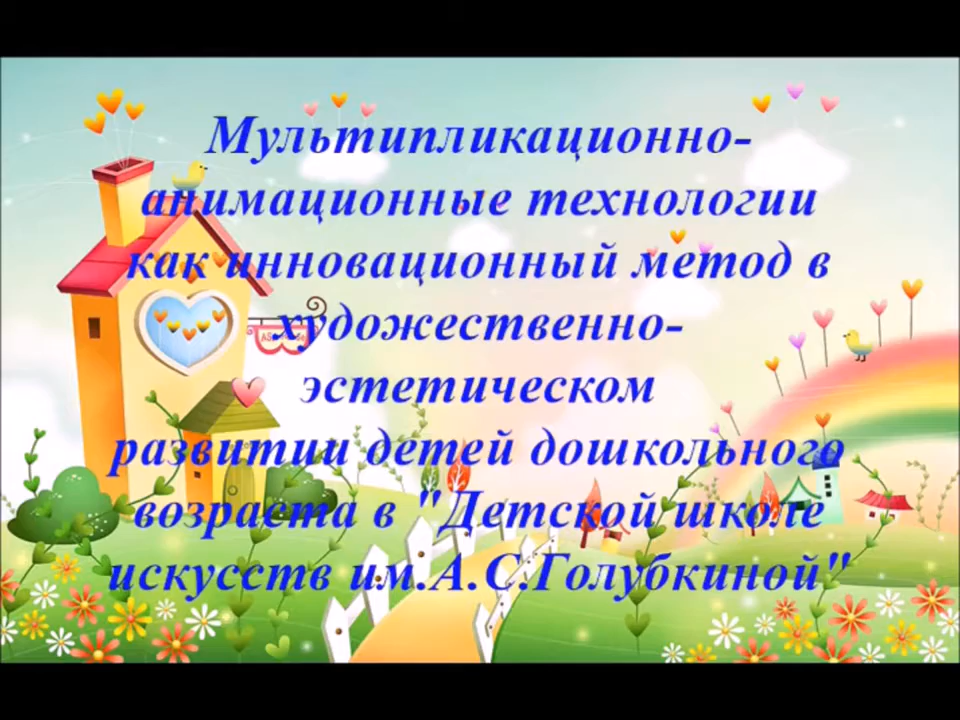 Мультипликационно-
анимационные технологии
как инновационный метод в
художественно-
эстетическом
развитии детей дошкольного
возраста в "Детской школе
искусств им.А.С.Голубкиной"